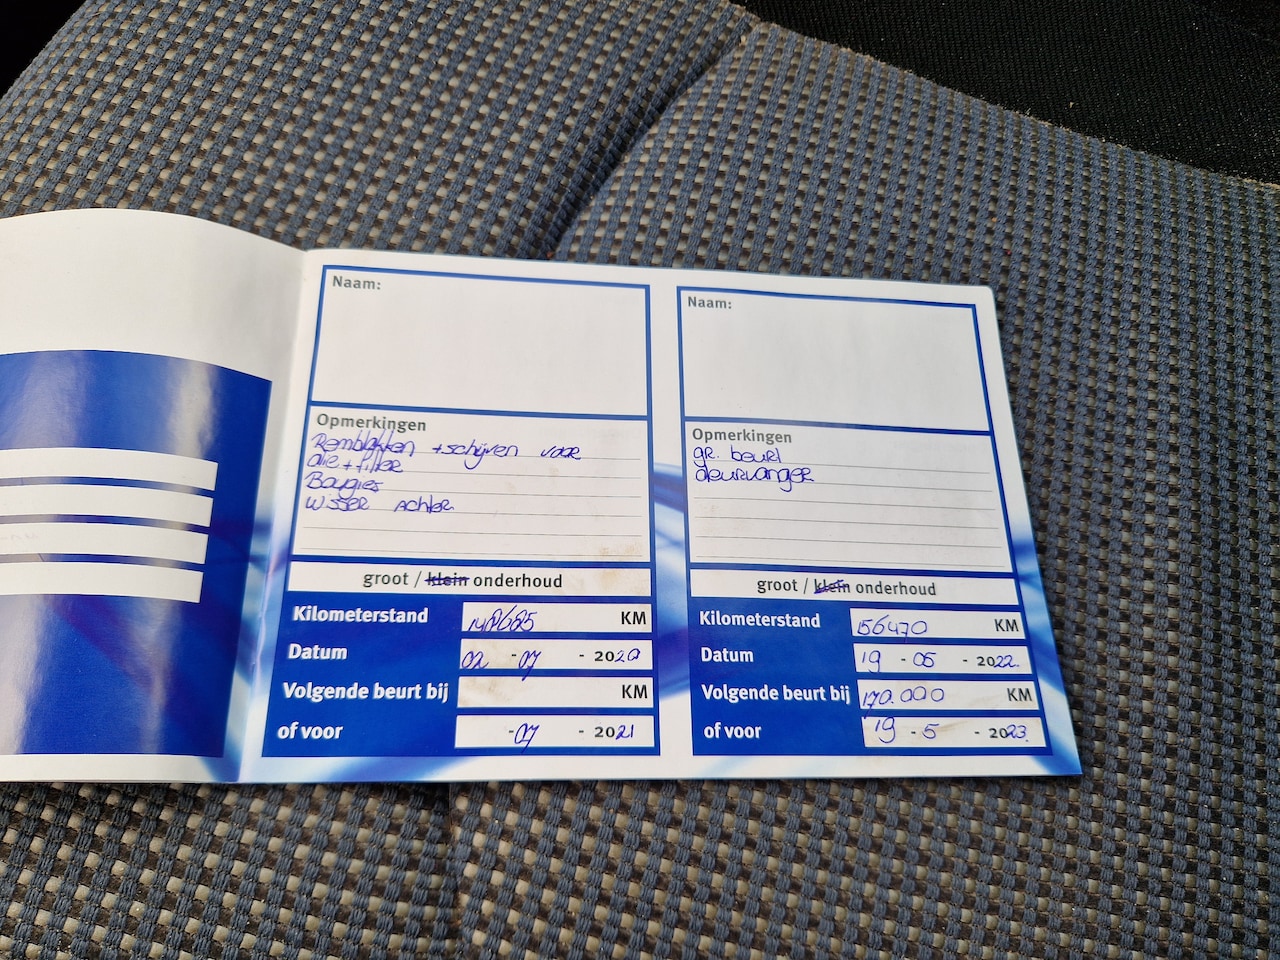 Naam:
Opmerkingen
Remblokken + schijven voor
olie + filter
Bougies
WISSER ACHTER
groot / klein onderhoud
Kilometerstand 148685 KM
Datum 02 - 07 - 2020
Volgende beurt bij KM
of voor - 07 - 2021
Naam:
Opmerkingen
gr. beurt
deurvanger
groot / klein onderhoud
Kilometerstand 156470 KM
Datum 19 - 05 - 2022
Volgende beurt bij 170.000 KM
of voor 19 - 5 - 2023